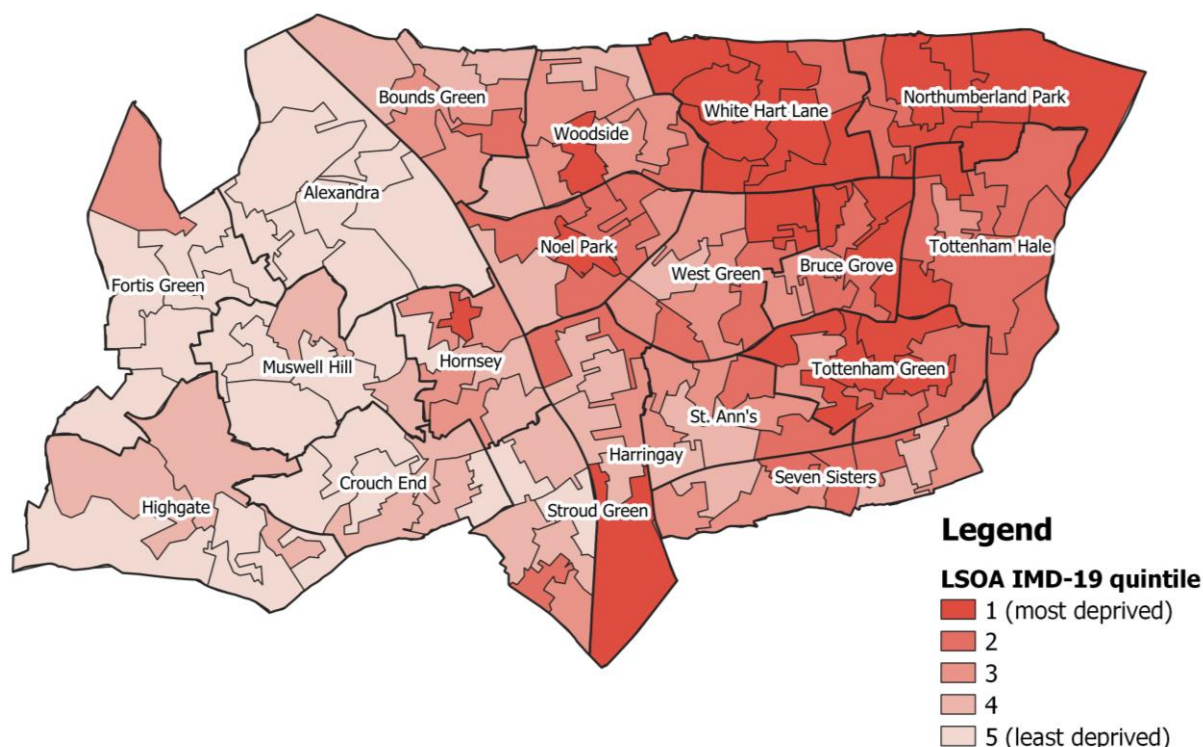 Bounds Green
Northumberland Park
White Hart Lane
Woodside
Alexandra
Noel Park
Tottenham Hale
Bruce Grove
West Green
Fortis Green
Hornsey
Muswell Hill
Tottenham Green
St. Ann's
Harringay
Seven Sisters
Crouch End
Highgate
Stroud Green
Legend
LSOA IMD-19 quintile
1 (most deprived)
2
3
4
5 (least deprived)